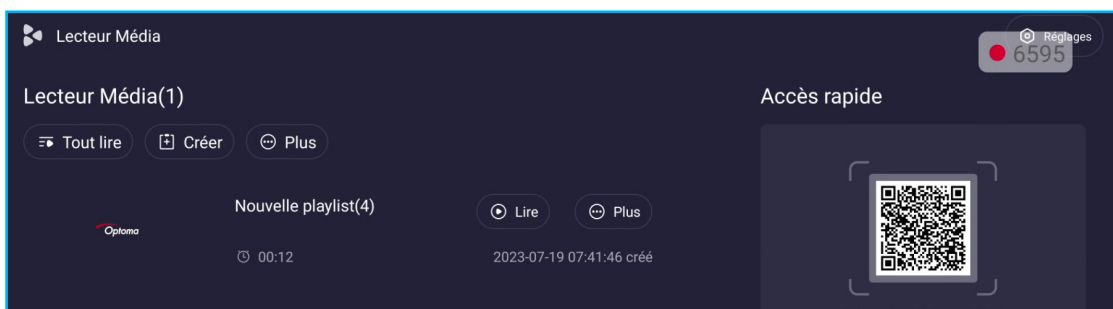 Lecteur Média
Réglages
6595
Lecteur Média(1)
Accès rapide
Tout lire
Créer
Plus
Nouvelle playlist(4)
Lire
Plus
Optoma
00:12
2023-07-19 07:41:46 créé